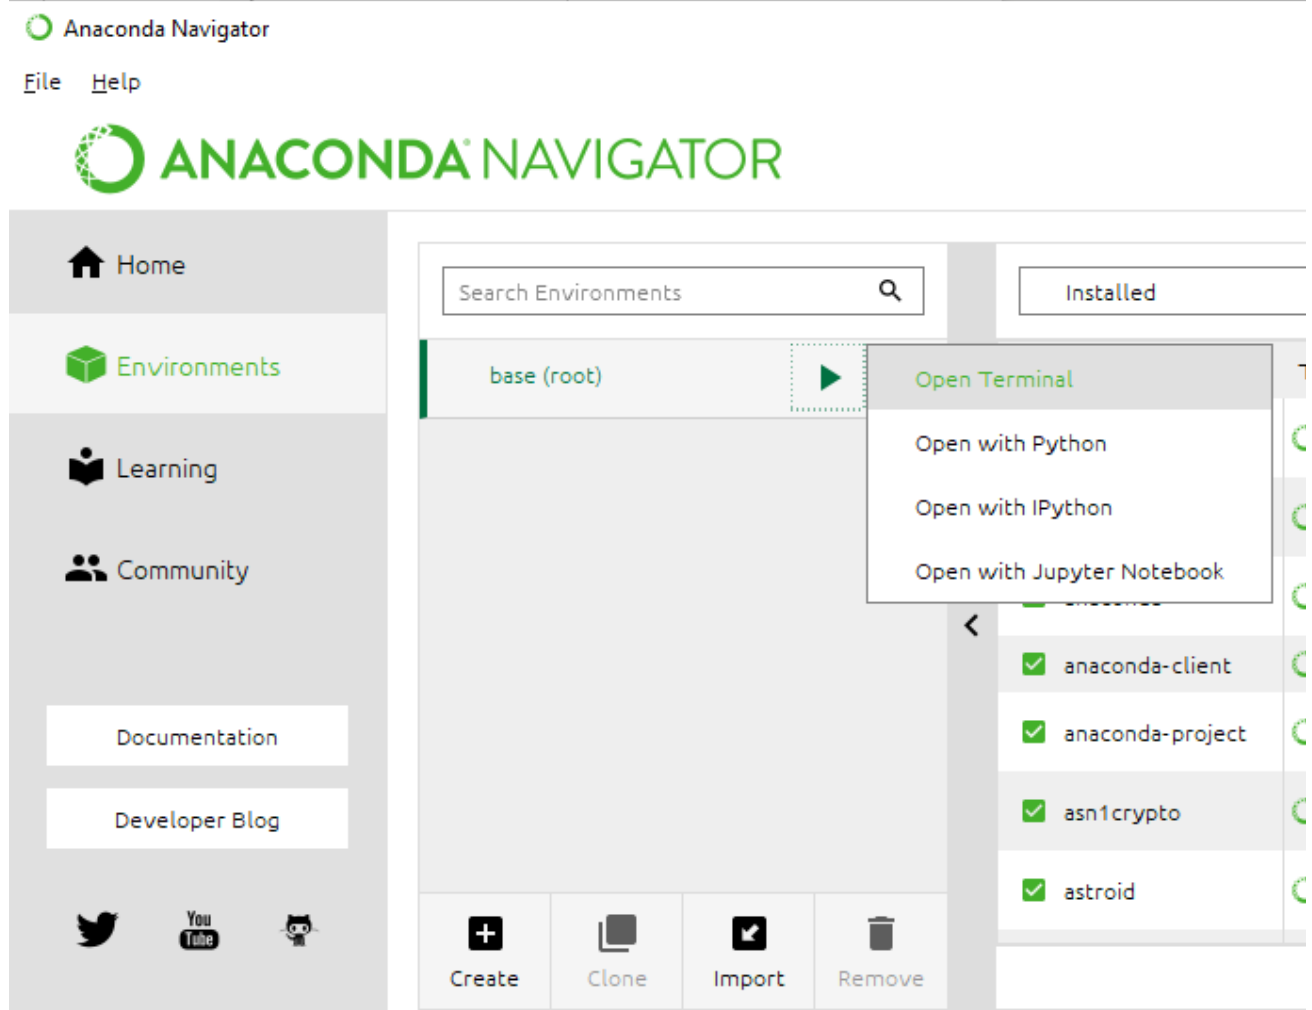 Anaconda Navigator
File Help
ANACONDA NAVIGATOR
Home
Environments
Learning
Community
Documentation
Developer Blog
You
Tube
Search Environments
base (root)
Open Terminal
Open with Python
Open with IPython
Open with Jupyter Notebook
Create Clone Import Remove
Installed
anaconda-client
anaconda-project
asn1crypto
astroid